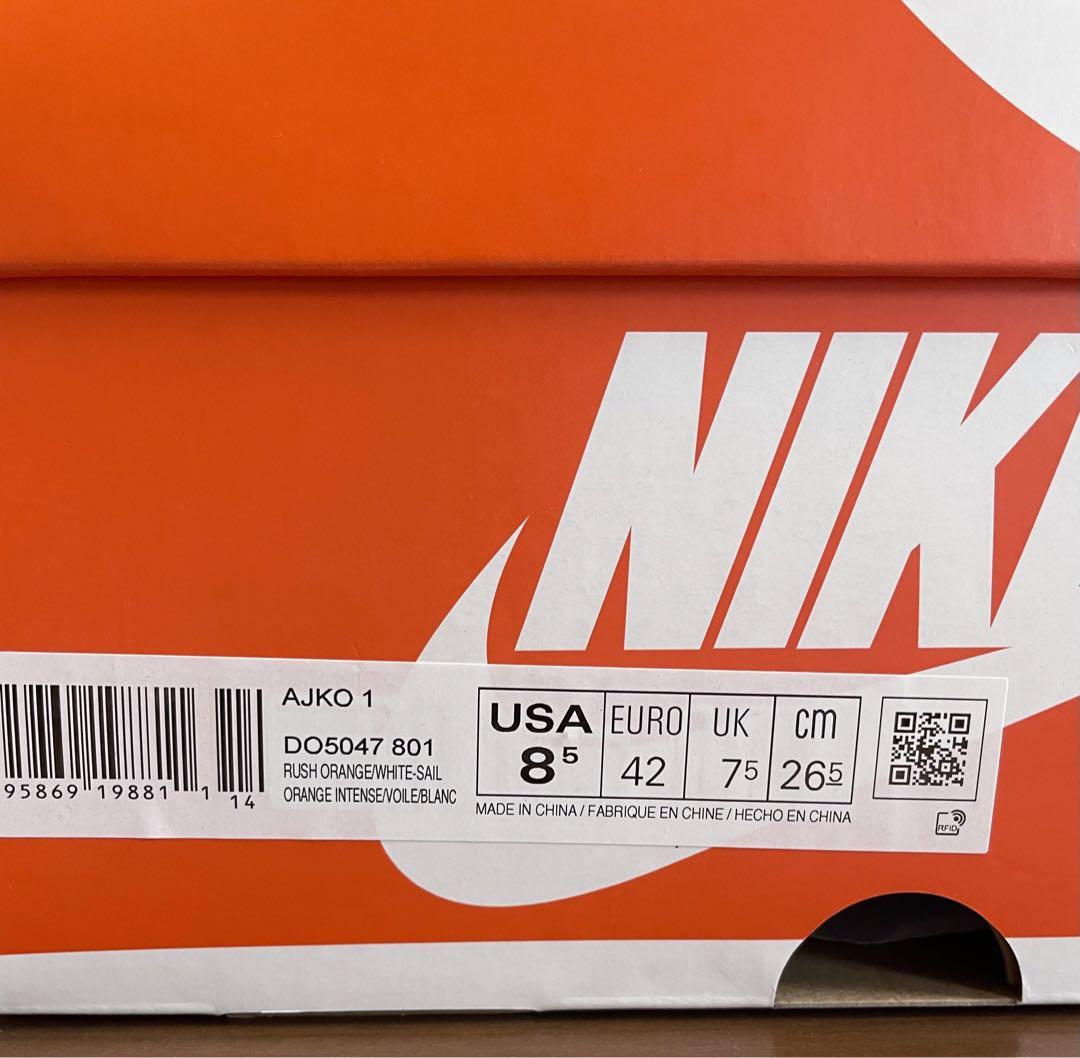 NIK
AJKO 1
DO5047 801
RUSH ORANGE/WHITE-SAIL
ORANGE INTENSE/VOILE/BLANC
95869 19881 1 14
USA EURO UK cm
8⁵ 42 7⁵ 26⁵
MADE IN CHINA / FABRIQUE EN CHINE / HECHO EN CHINA
RFID